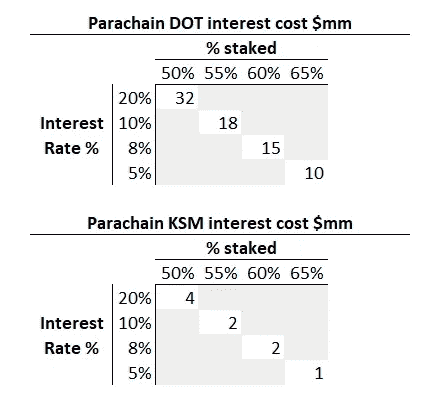 Parachain DOT interest cost $mm
% staked
50% 55% 60% 65%
20% 32
Interest 10% 18
Rate % 8% 15
5% 10
Parachain KSM interest cost $mm
% staked
50% 55% 60% 65%
20% 4
Interest 10% 2
Rate % 8% 2
5% 1